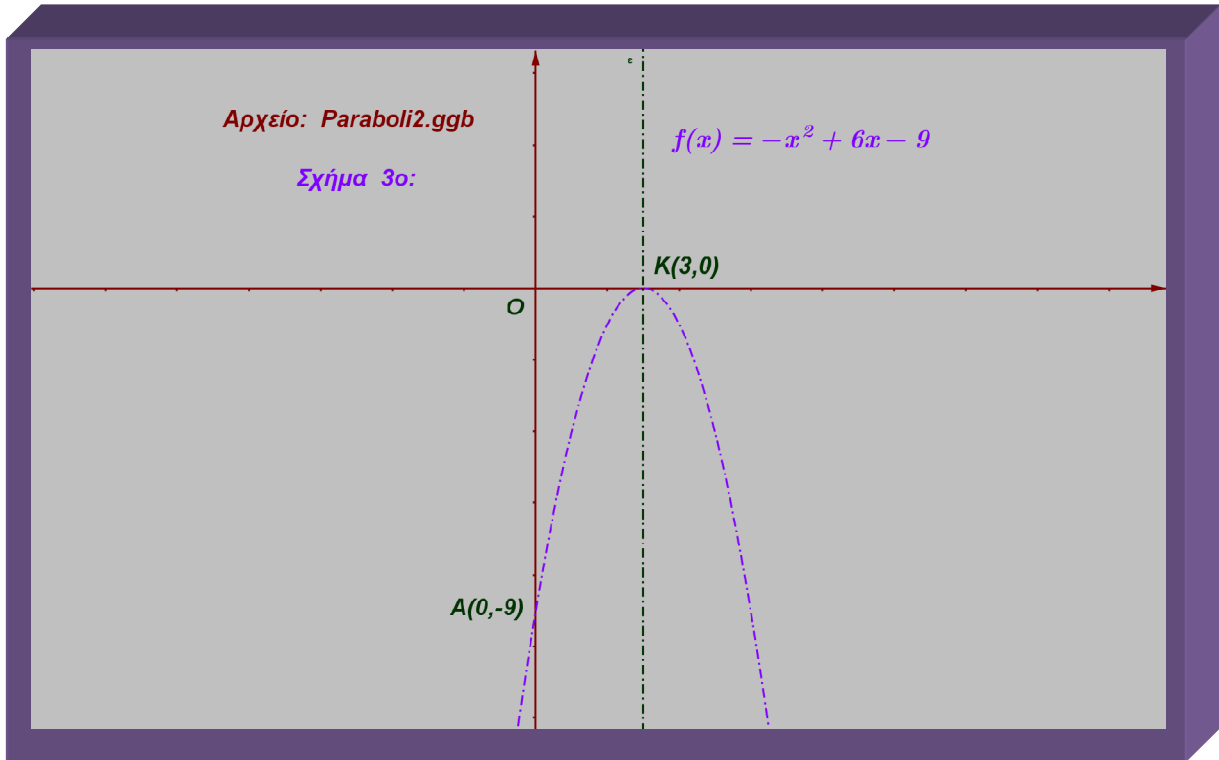 ε
Αρχείο: Paraboli2.ggb
f(x) = −x² + 6x − 9
Σχήμα 3ο:
K(3,0)
O
A(0,-9)